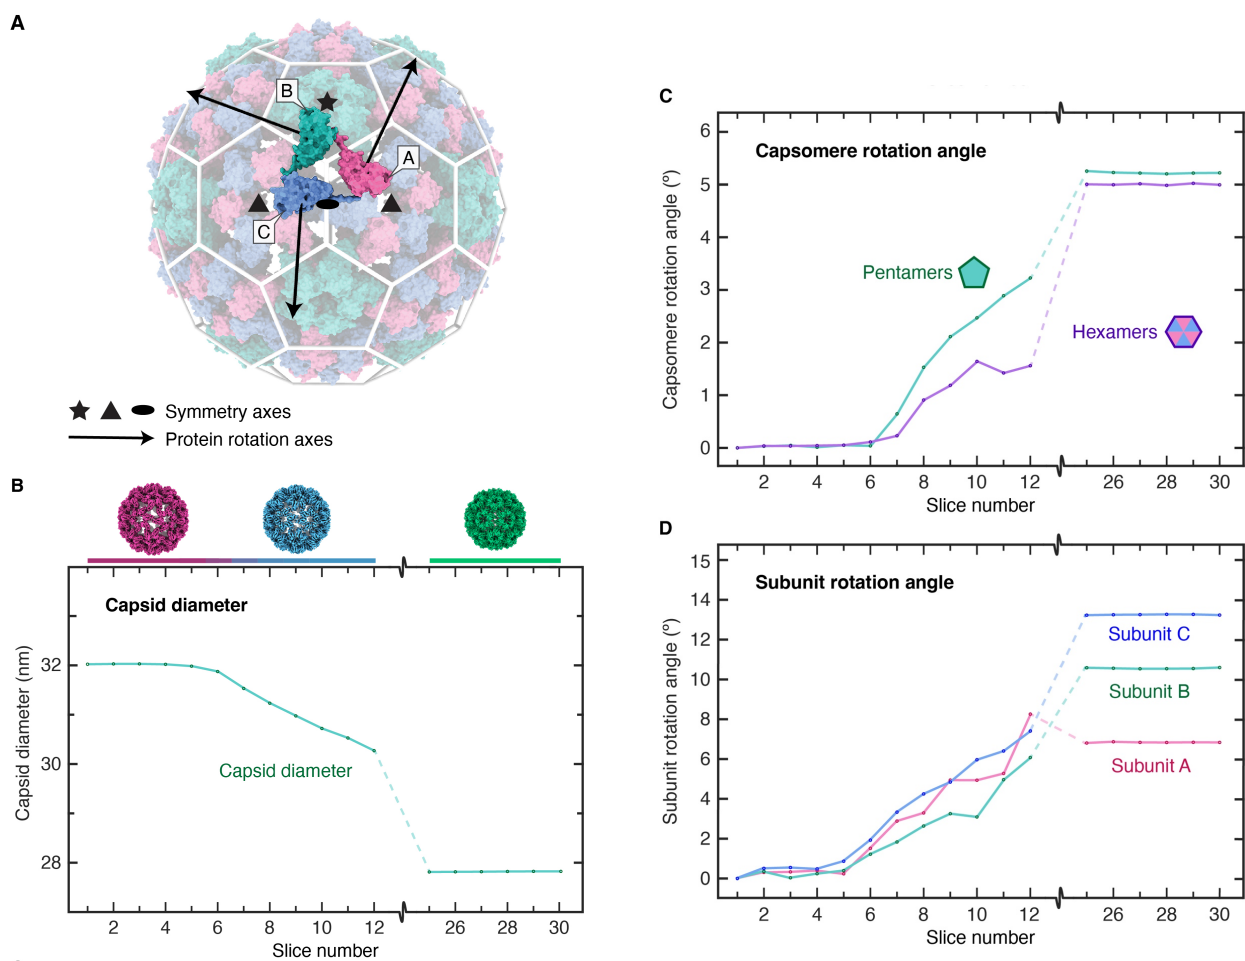 A
B
A
C
Symmetry axes
Protein rotation axes
B
Capsid diameter
Capsid diameter (nm)
32
30
28
Capsid diameter
2 4 6 8 10 12 26 28 30
Slice number
C
Capsomere rotation angle
Capsomere rotation angle (º)
6
5
4
3
2
1
0
Pentamers
Hexamers
2 4 6 8 10 12 26 28 30
Slice number
D
Subunit rotation angle
Subunit rotation angle (º)
15
14
12
10
8
6
4
2
0
Subunit C
Subunit B
Subunit A
2 4 6 8 10 12 26 28 30
Slice number